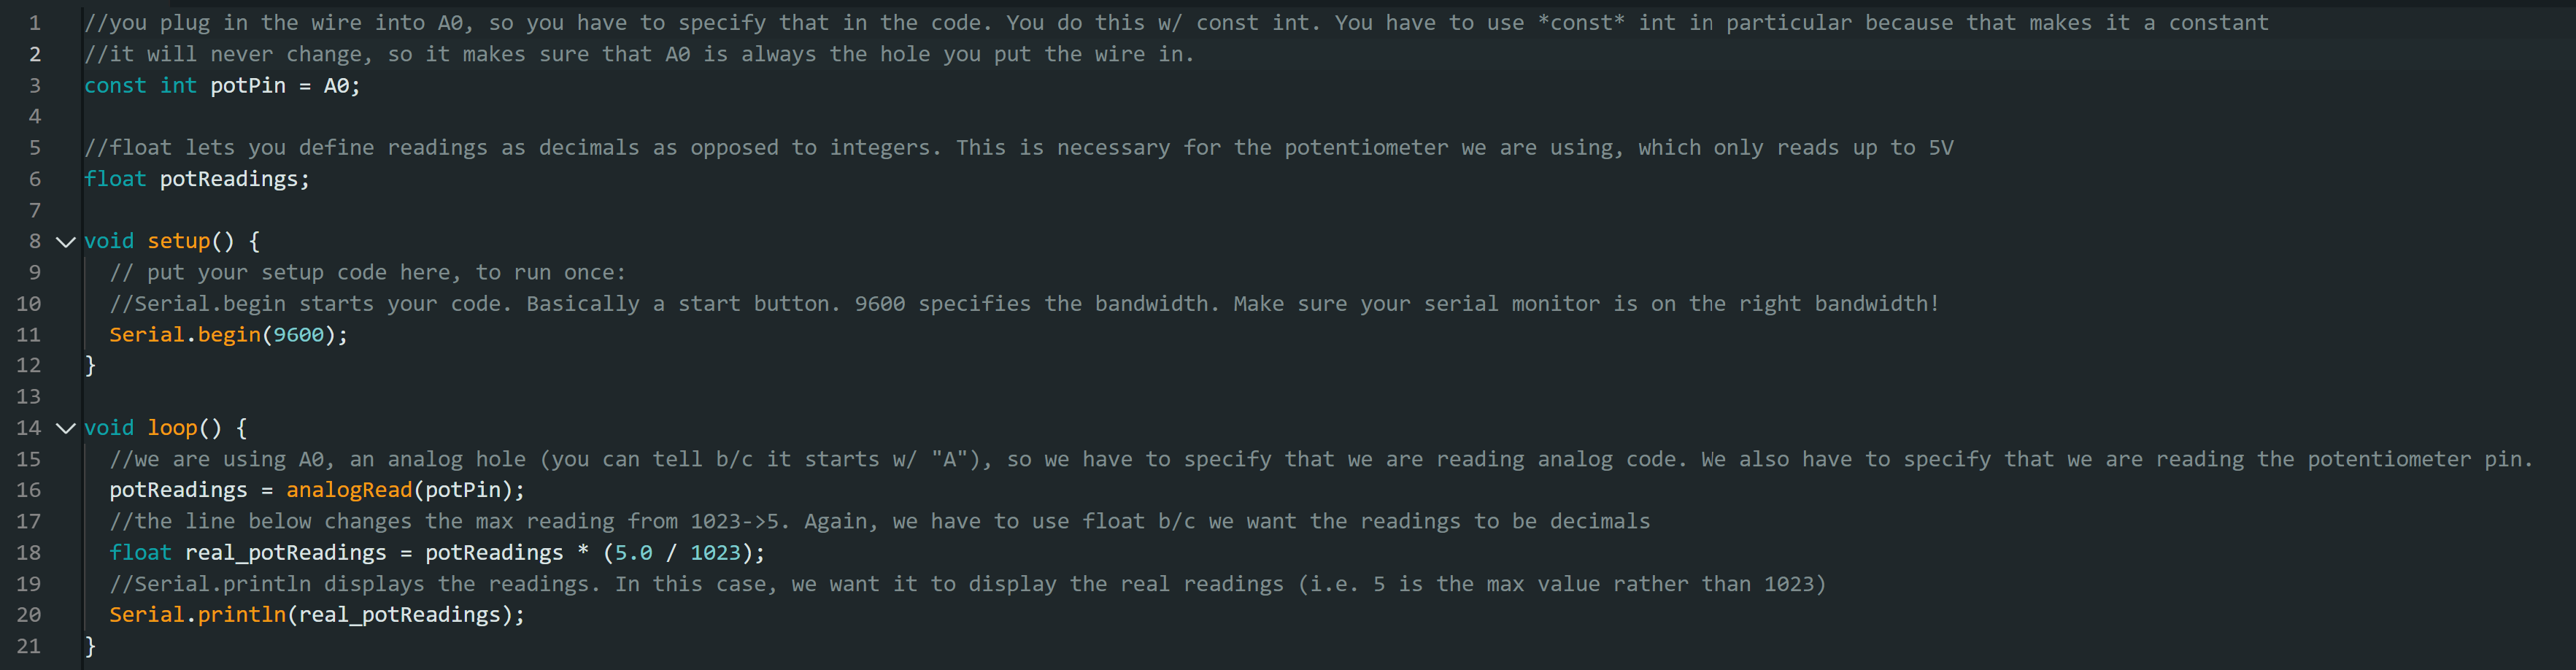 1 //you plug in the wire into A0, so you have to specify that in the code. You do this w/ const int. You have to use *const* int in particular because that makes it a constant
2 //it will never change, so it makes sure that A0 is always the hole you put the wire in.
3 const int potPin = A0;
4
5 //float lets you define readings as decimals as opposed to integers. This is necessary for the potentiometer we are using, which only reads up to 5V
6 float potReadings;
7
8 void setup() {
9 // put your setup code here, to run once:
10 //Serial.begin starts your code. Basically a start button. 9600 specifies the bandwidth. Make sure your serial monitor is on the right bandwidth!
11 Serial.begin(9600);
12 }
13
14 void loop() {
15 //we are using A0, an analog hole (you can tell b/c it starts w/ "A"), so we have to specify that we are reading analog code. We also have to specify that we are reading the potentiometer pin.
16 potReadings = analogRead(potPin);
17 //the line below changes the max reading from 1023->5. Again, we have to use float b/c we want the readings to be decimals
18 float real_potReadings = potReadings * (5.0 / 1023);
19 //Serial.println displays the readings. In this case, we want it to display the real readings (i.e. 5 is the max value rather than 1023)
20 Serial.println(real_potReadings);
21 }